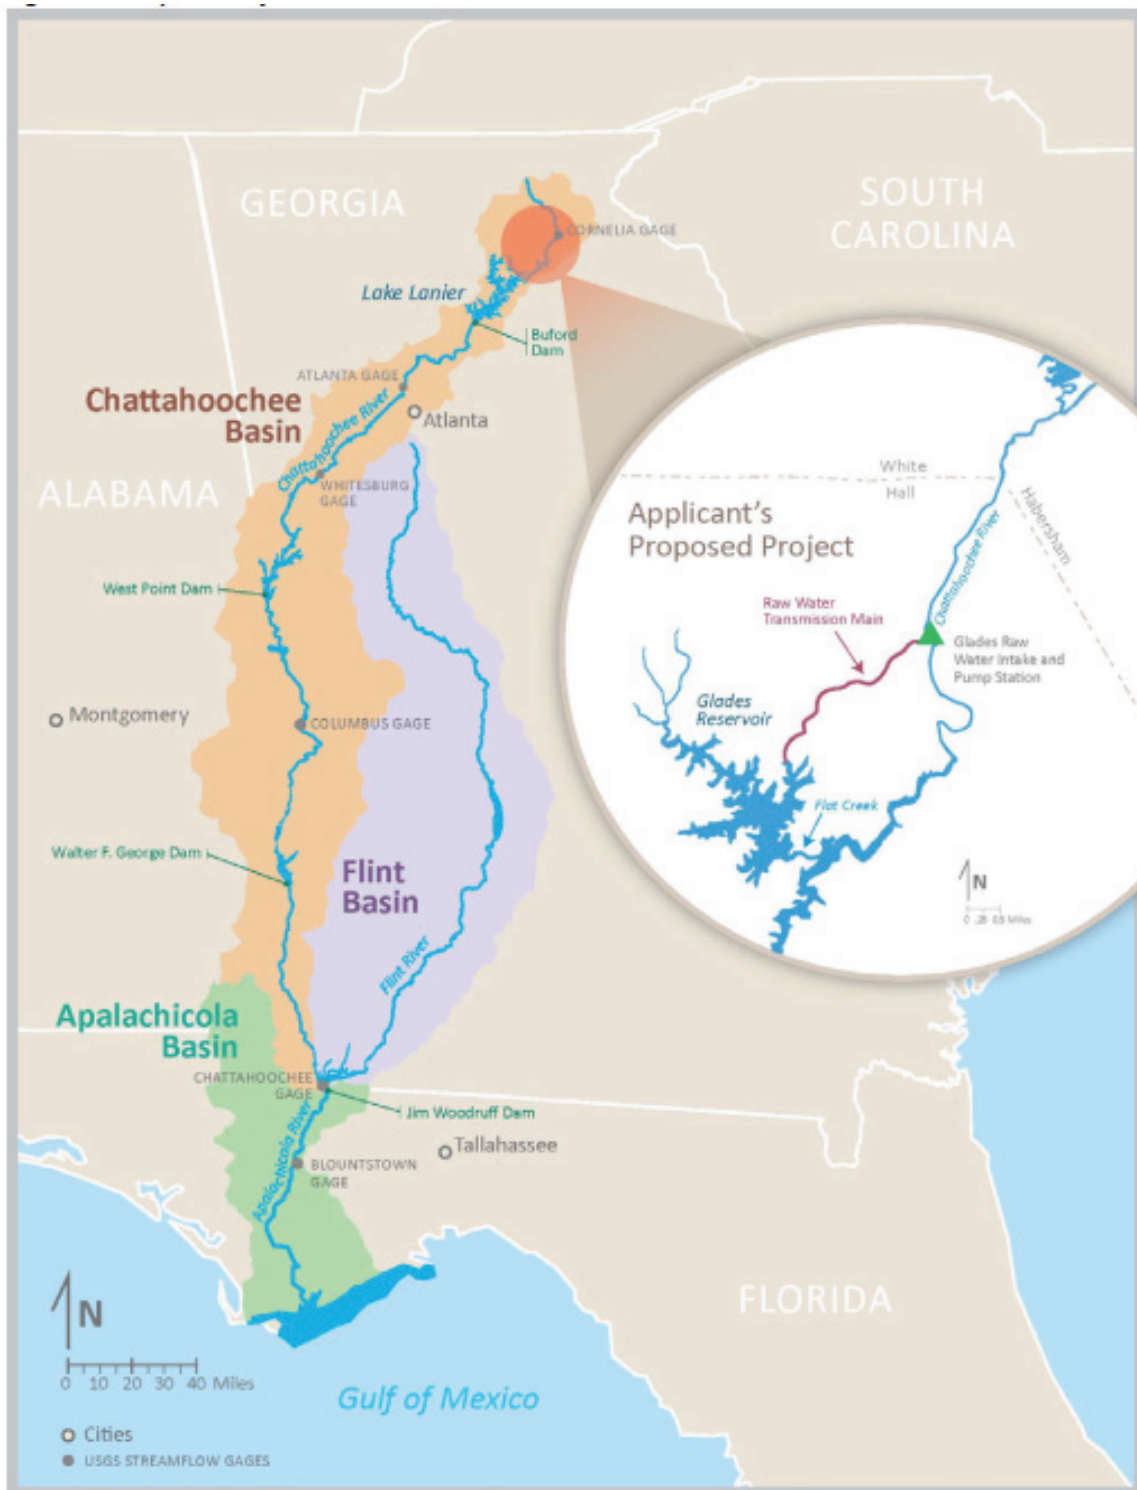 GEORGIA
SOUTH
CAROLINA
CORNELIA GAGE
Lake Lanier
Buford
Dam
ATLANTA GAGE
Chattahoochee
Basin
Chattahoochee River
Atlanta
ALABAMA
WHITESBURG
GAGE
West Point Dam
Montgomery
COLUMBUS GAGE
Walter F. George Dam
Flint
Basin
Flint River
Apalachicola
Basin
CHATTAHOOCHEE
GAGE
Jim Woodruff Dam
Apalachicola River
Tallahassee
BLOUNTSTOWN
GAGE
FLORIDA
Gulf of Mexico
N
0 10 20 30 40 Miles
Cities
USGS STREAMFLOW GAGES
White
Hall
Habersham
Applicant's
Proposed Project
Chattahoochee River
Raw Water
Transmission Main
Glades Raw
Water Intake and
Pump Station
Glades
Reservoir
Flat Creek
N
Miles